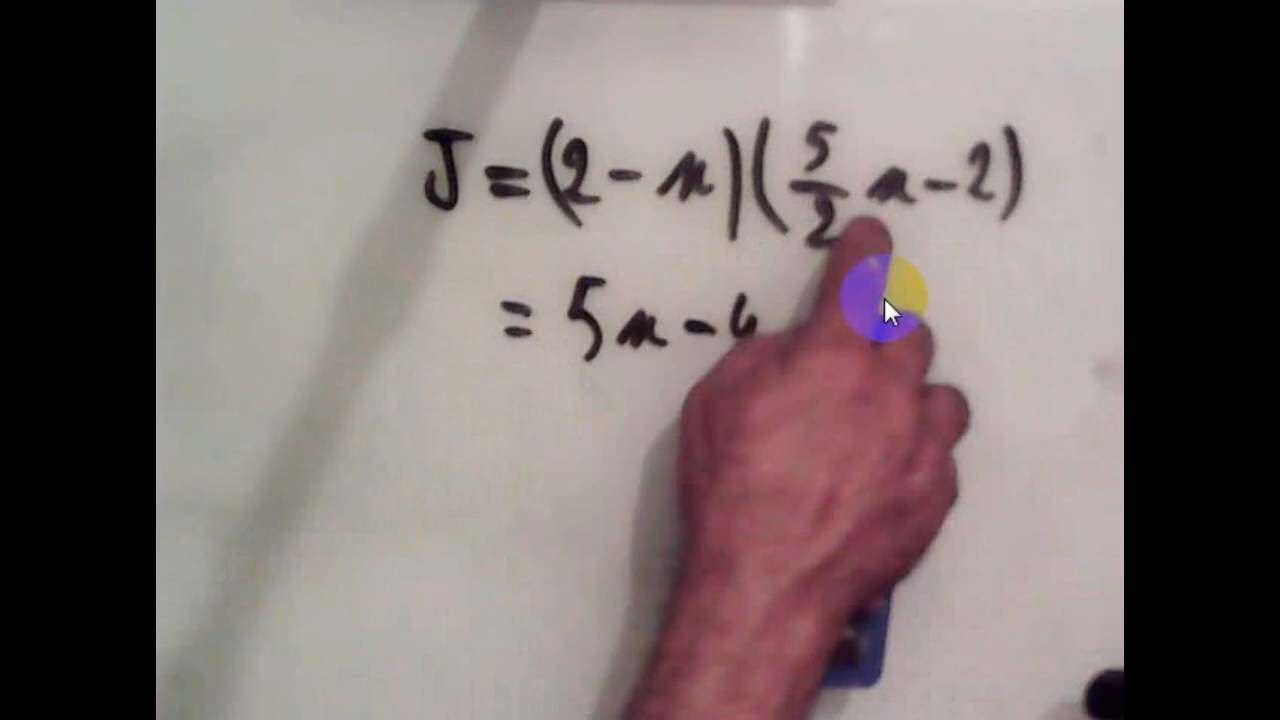 J = (2 - x)(5/2 x - 2)
= 5x - 4